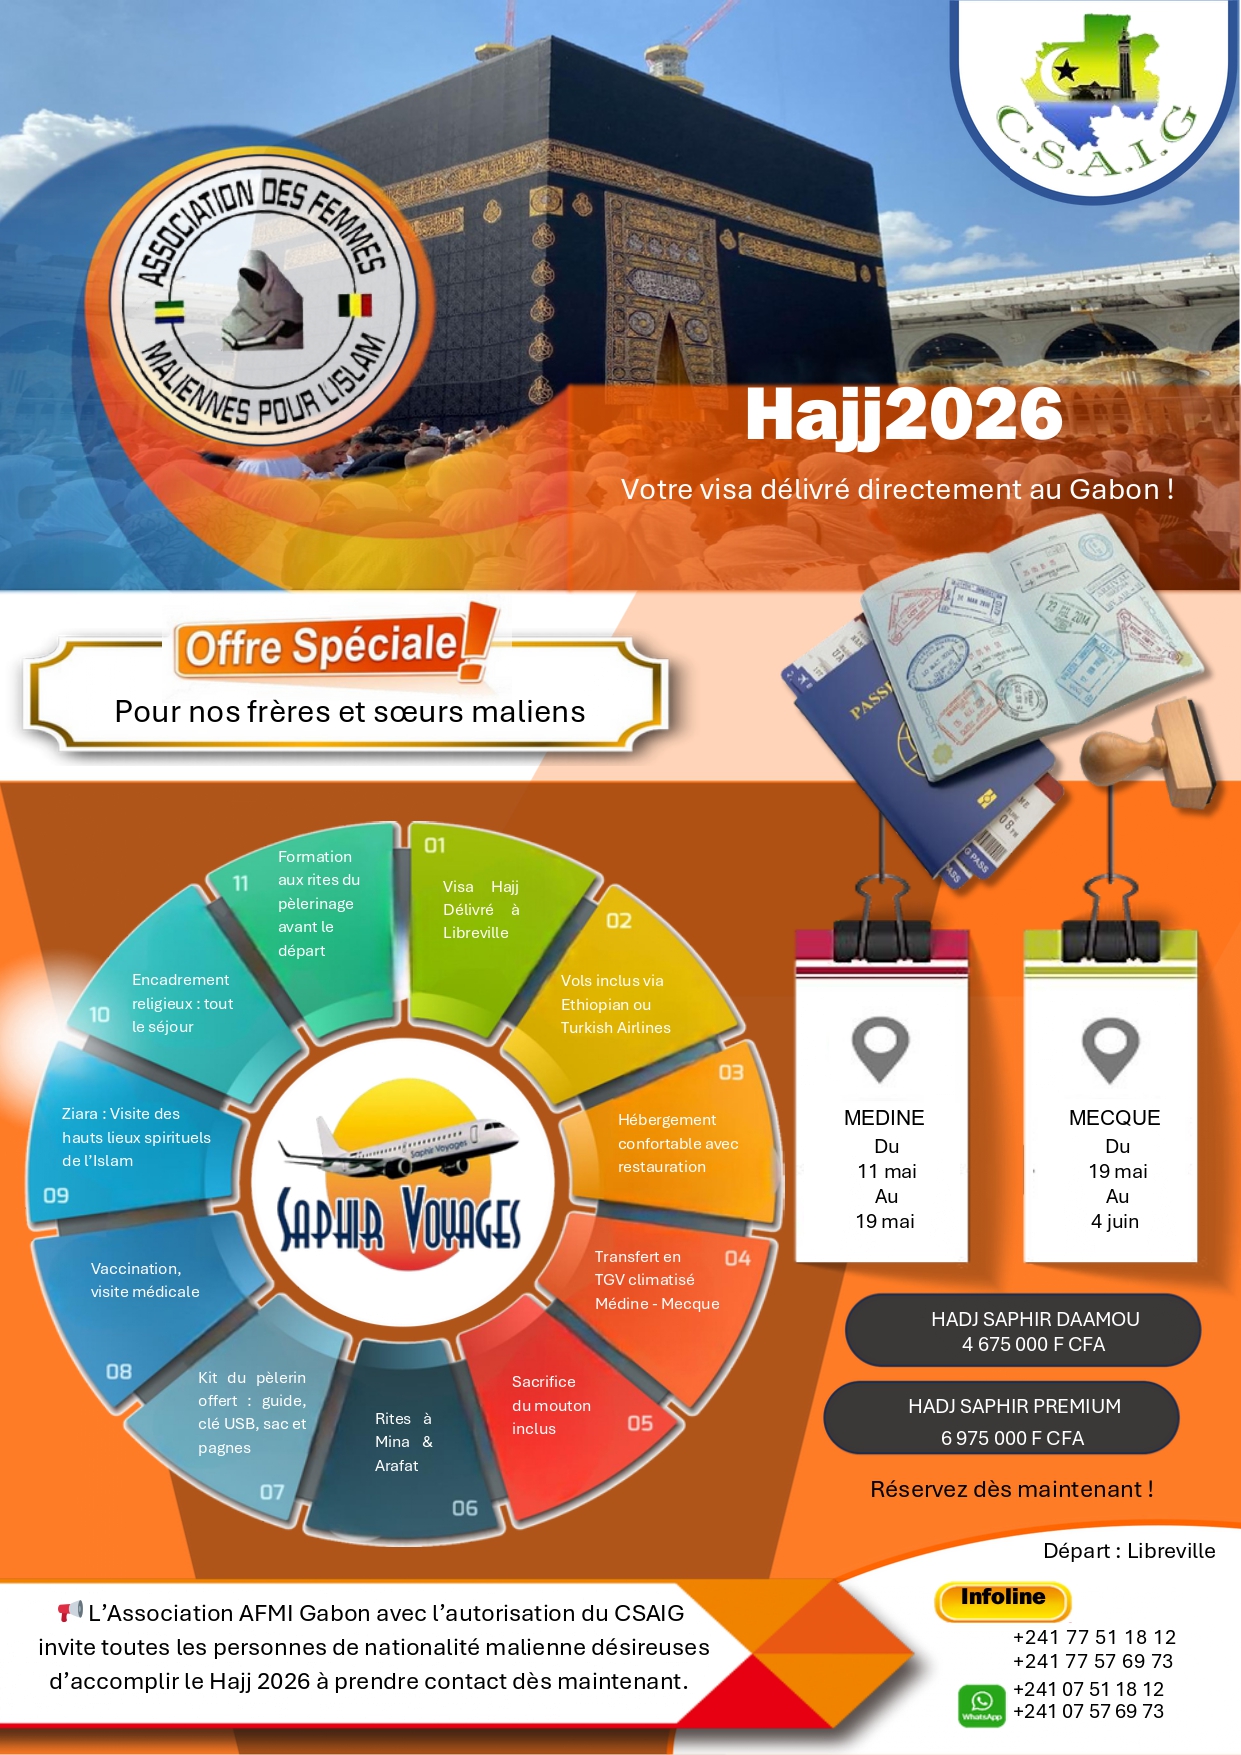 C.S.A.I.G
ASSOCIATION DES FEMMES
MALIENNES POUR L'ISLAM
Hajj2026
Votre visa délivré directement au Gabon !
Offre Spéciale!
Pour nos frères et sœurs maliens
01
Visa Hajj
Délivré à
Libreville
02
Vols inclus via
Ethiopian ou
Turkish Airlines
03
Hébergement
confortable avec
restauration
04
Transfert en
TGV climatisé
Médine - Mecque
05
Sacrifice
du mouton
inclus
06
Rites à
Mina &
Arafat
07
Kit du pèlerin
offert : guide,
clé USB, sac et
pagnes
08
Vaccination,
visite médicale
09
Ziara : Visite des
hauts lieux spirituels
de l'Islam
10
Encadrement
religieux : tout
le séjour
11
Formation
aux rites du
pèlerinage
avant le
départ
Saphir Voyages
SAPHIR VOYAGES
MEDINE
Du
11 mai
Au
19 mai
MECQUE
Du
19 mai
Au
4 juin
HADJ SAPHIR DAAMOU
4 675 000 F CFA
HADJ SAPHIR PREMIUM
6 975 000 F CFA
Réservez dès maintenant !
Départ : Libreville
📢 L'Association AFMI Gabon avec l'autorisation du CSAIG
invite toutes les personnes de nationalité malienne désireuses
d'accomplir le Hajj 2026 à prendre contact dès maintenant.
Infoline
+241 77 51 18 12
+241 77 57 69 73
WhatsApp
+241 07 51 18 12
+241 07 57 69 73